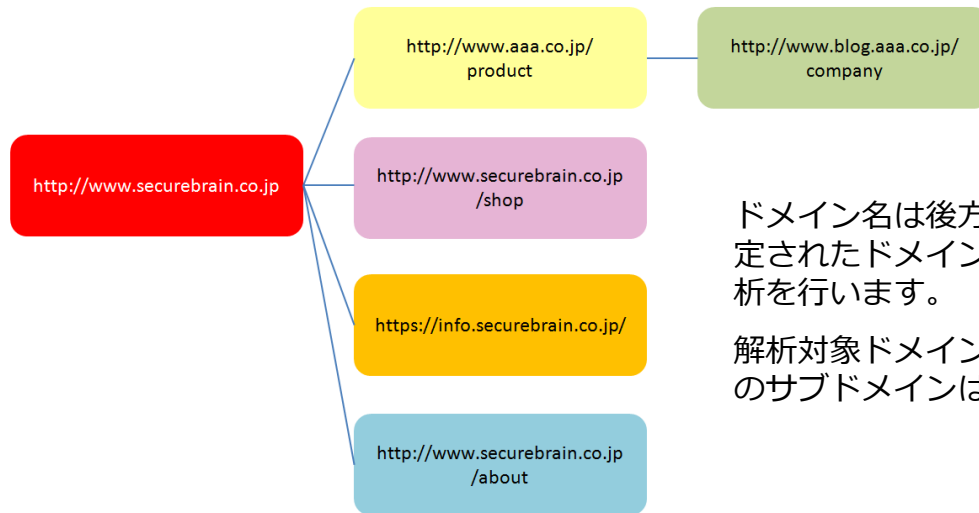 http://www.aaa.co.jp/
product
http://www.blog.aaa.co.jp/
company
http://www.securebrain.co.jp
http://www.securebrain.co.jp
/shop
https://info.securebrain.co.jp/
http://www.securebrain.co.jp
/about
ドメイン名は後方
定されたドメイン
析を行います。
解析対象ドメイン
のサブドメインは